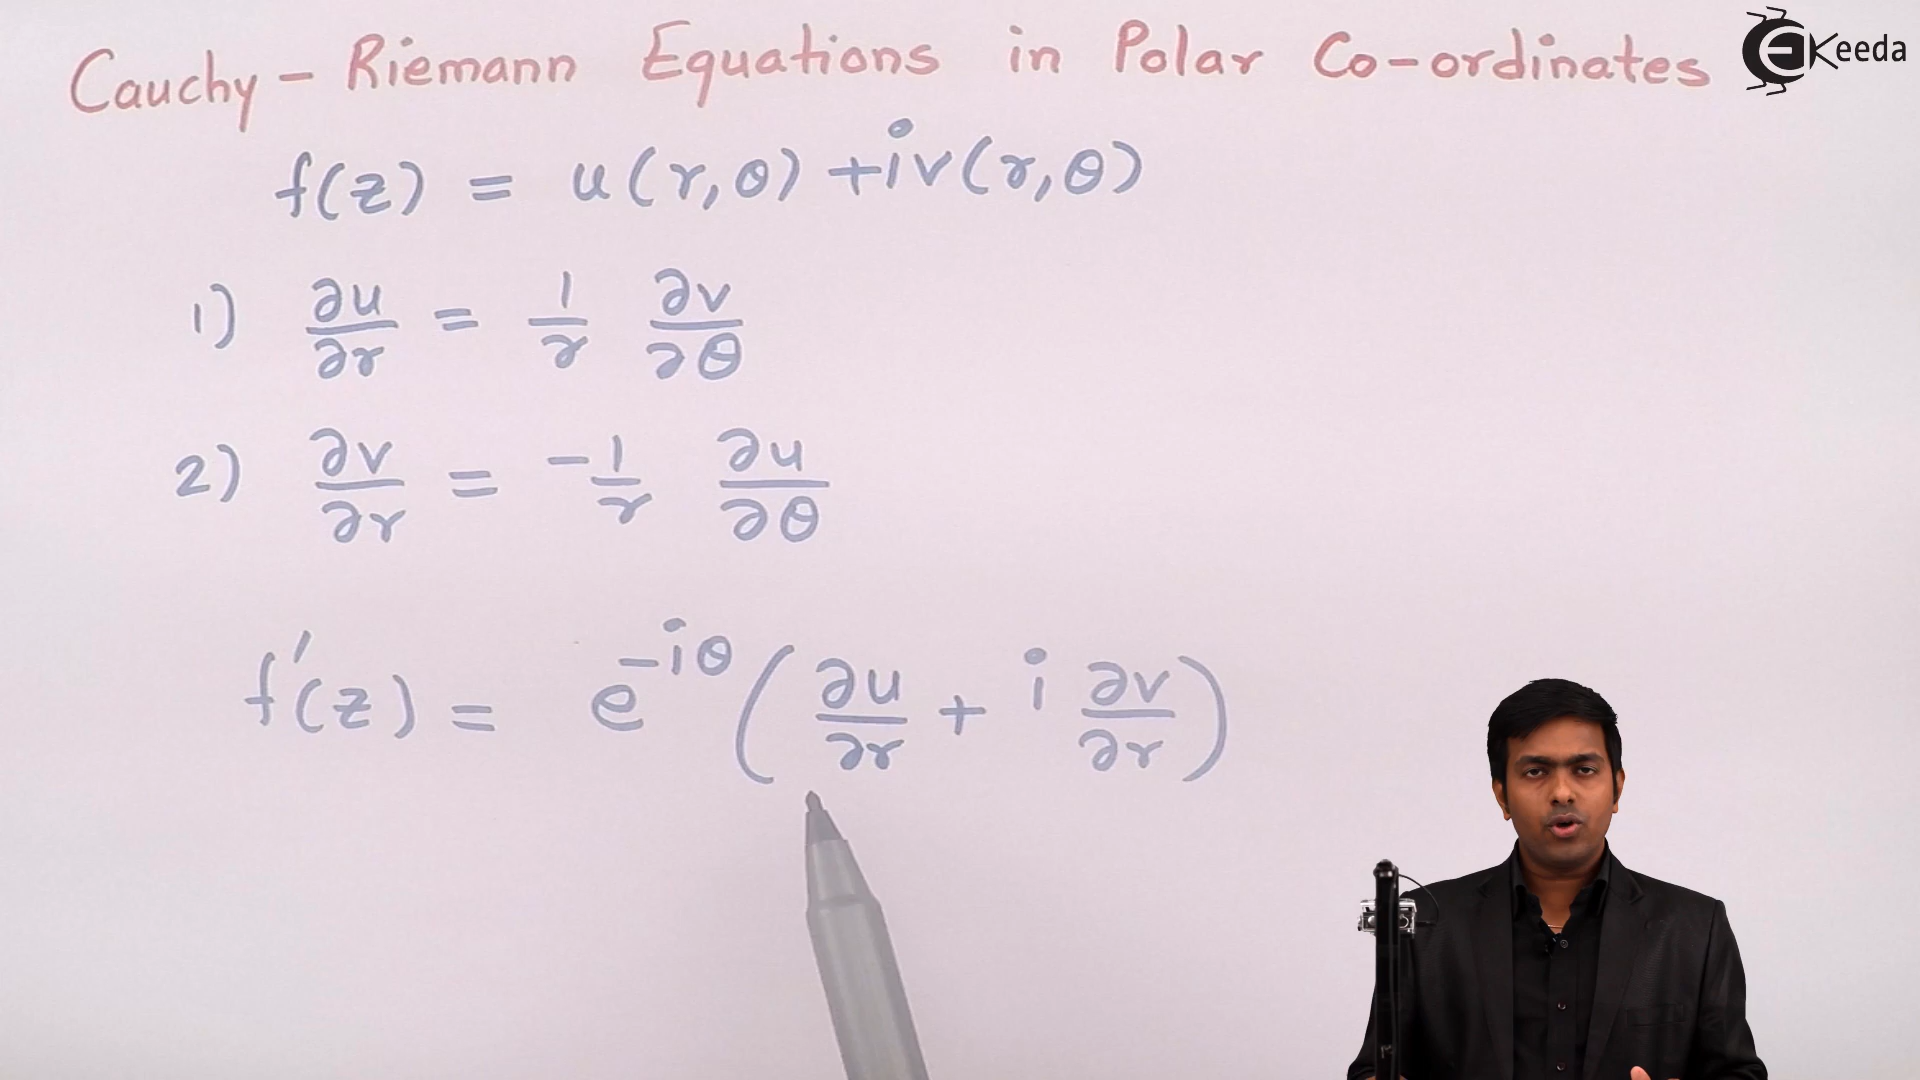 Cauchy - Riemann Equations in Polar Co-ordinates
EKeeda
f(z) = u(r,θ) + iv(r,θ)
1) ∂u/∂r = 1/r ∂v/∂θ
2) ∂v/∂r = -1/r ∂u/∂θ
f'(z) = e^-iθ (∂u/∂r + i ∂v/∂r)